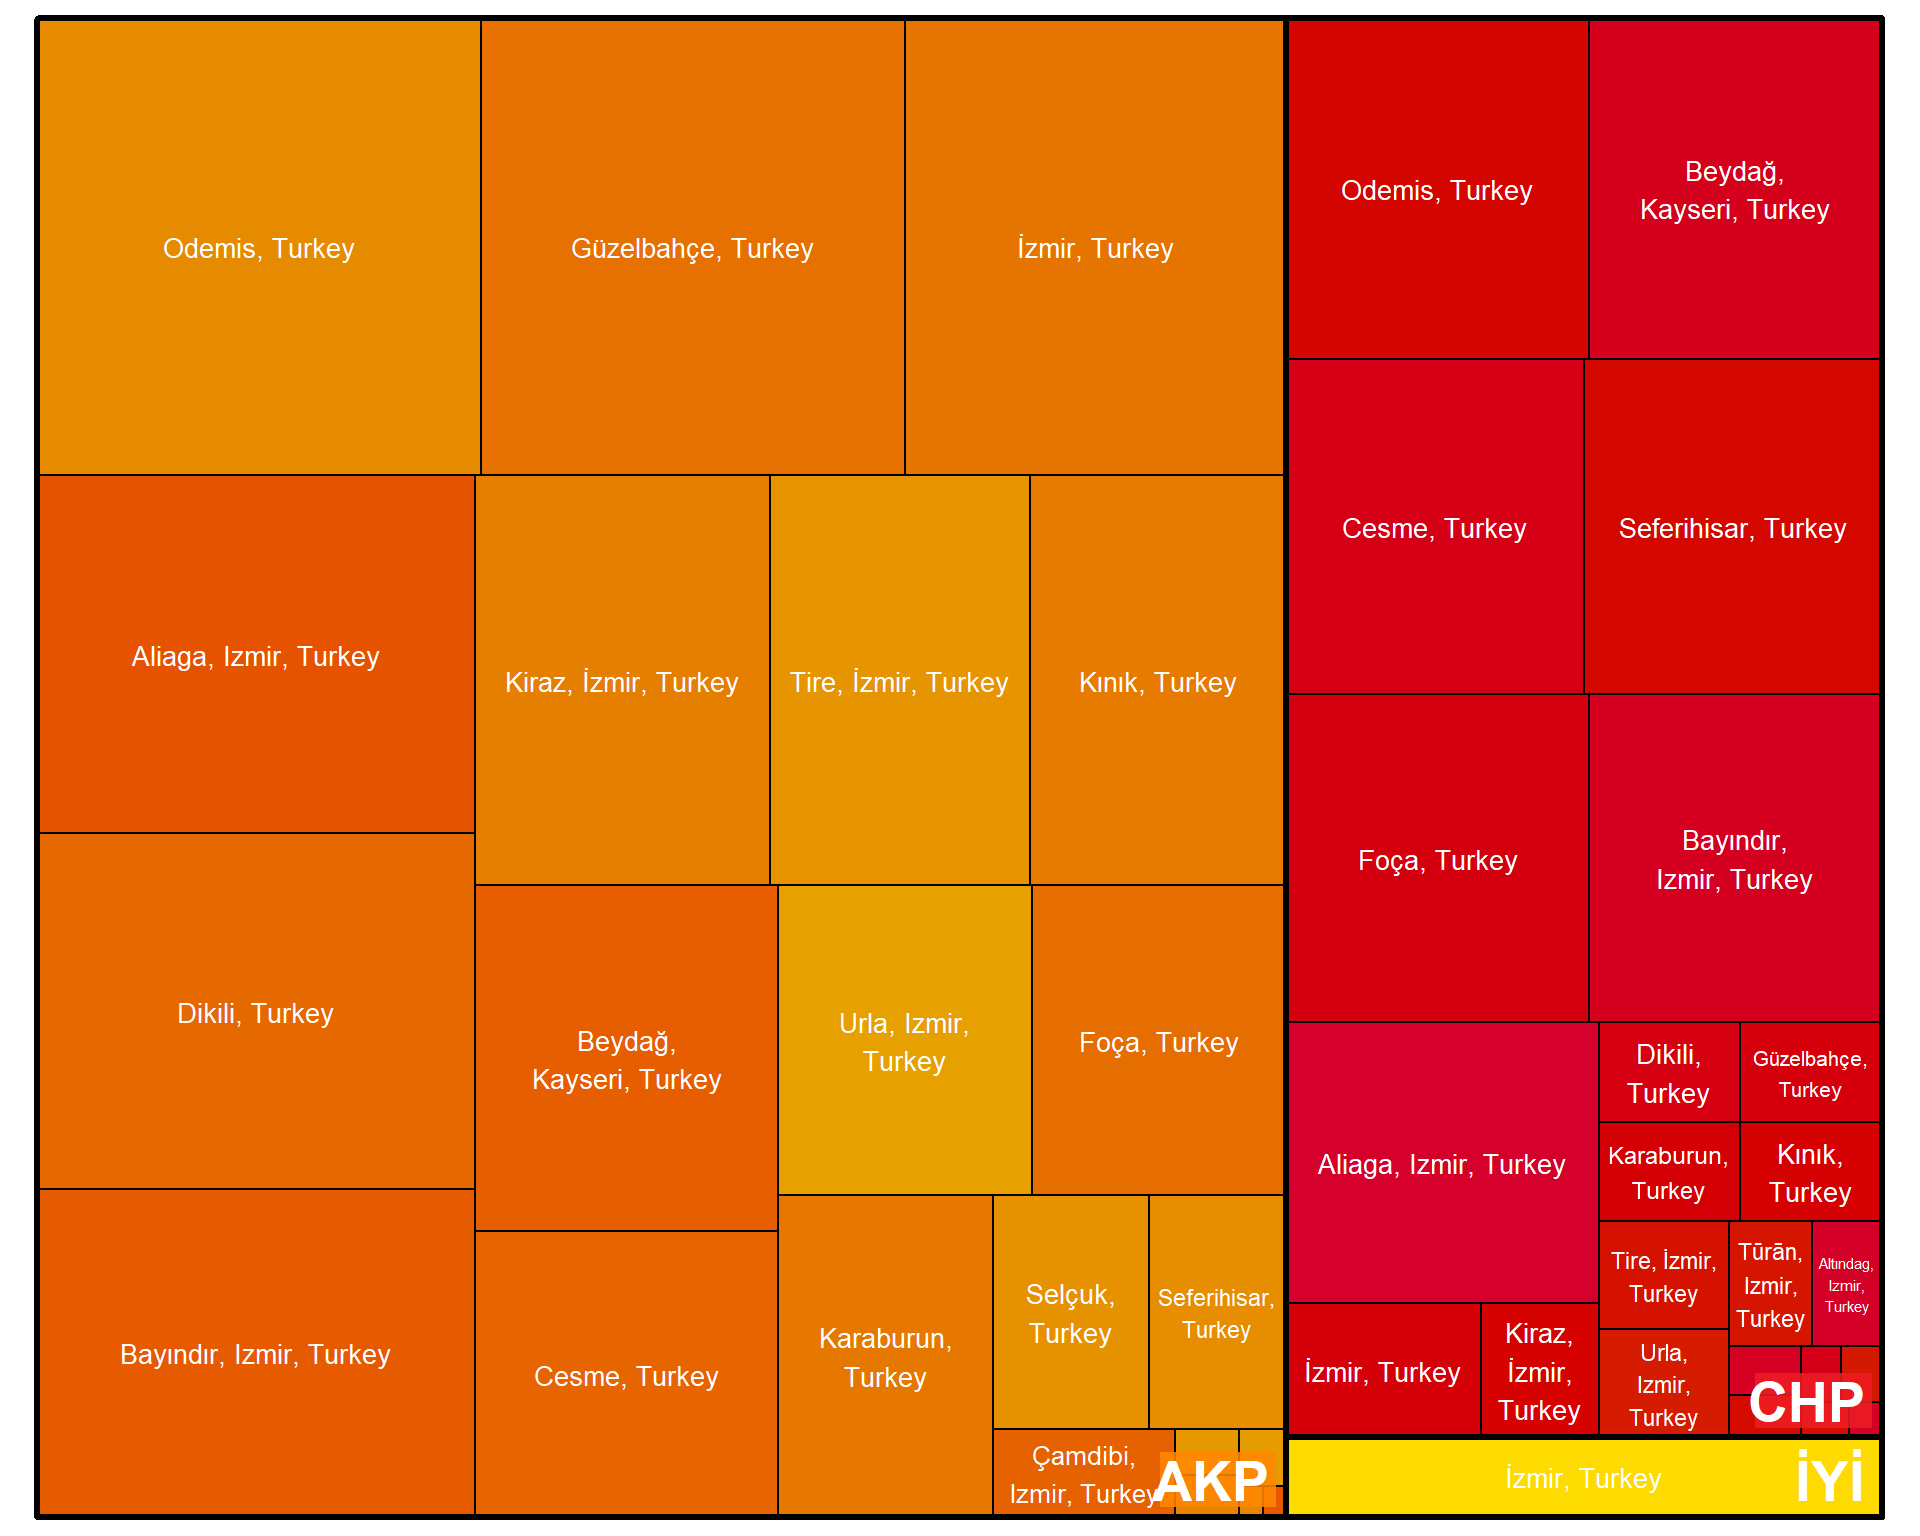 Odemis, Turkey
Güzelbahçe, Turkey
İzmir, Turkey
Aliaga, Izmir, Turkey
Kiraz, İzmir, Turkey
Tire, İzmir, Turkey
Kınık, Turkey
Dikili, Turkey
Beydağ,
Kayseri, Turkey
Urla, Izmir,
Turkey
Foça, Turkey
Bayındır, Izmir, Turkey
Cesme, Turkey
Karaburun,
Turkey
Selçuk,
Turkey
Seferihisar,
Turkey
Çamdibi,
Izmir, Turkey
AKP
Odemis, Turkey
Beydağ,
Kayseri, Turkey
Cesme, Turkey
Seferihisar, Turkey
Foça, Turkey
Bayındır,
Izmir, Turkey
Aliaga, Izmir, Turkey
Dikili,
Turkey
Güzelbahçe,
Turkey
Karaburun,
Turkey
Kınık,
Turkey
İzmir, Turkey
Kiraz,
İzmir,
Turkey
Tire, İzmir,
Turkey
Tūrān,
Izmir,
Turkey
Altındag,
Izmir,
Turkey
Urla,
Izmir,
Turkey
CHP
İzmir, Turkey
İYİ